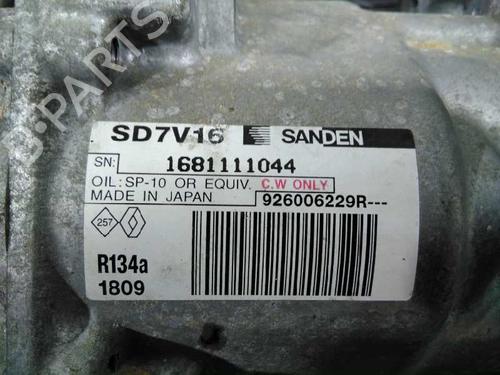 SD7V16 SANDEN
SN: 1681111044
OIL: SP-10 OR EQUIV. C.W ONLY
MADE IN JAPAN 926006229R---
257
R134a
1809
B-PARTS